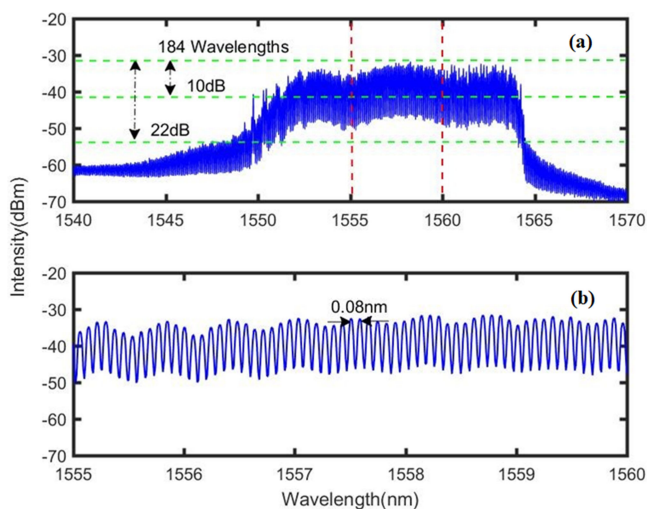 -20
(a)
184 Wavelengths
-30
10dB
-40
22dB
-50
-60
-70
1540 1545 1550 1555 1560 1565 1570
Intensity(dBm)
-20
(b)
0.08nm
-30
-40
-50
-60
-70
1555 1556 1557 1558 1559 1560
Wavelength(nm)